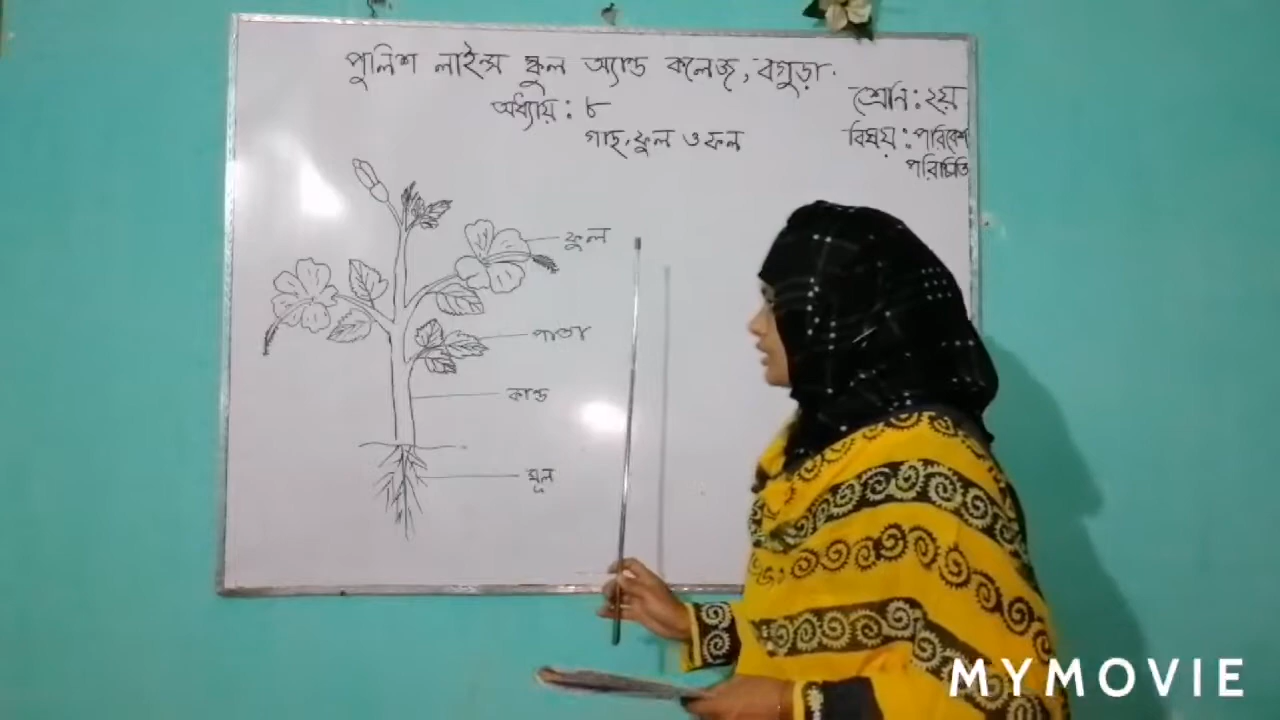 পুলিশ লাইন্স স্কুল অ্যান্ড কলেজ, বগুড়া.
অধ্যায় : ৮
গাছ, ফুল ও ফল
শ্রেনি : ২য়
বিষয় : পরিবেশ
পরিচিতি
ফুল
পাতা
কান্ড
মূল
MYMOVIE